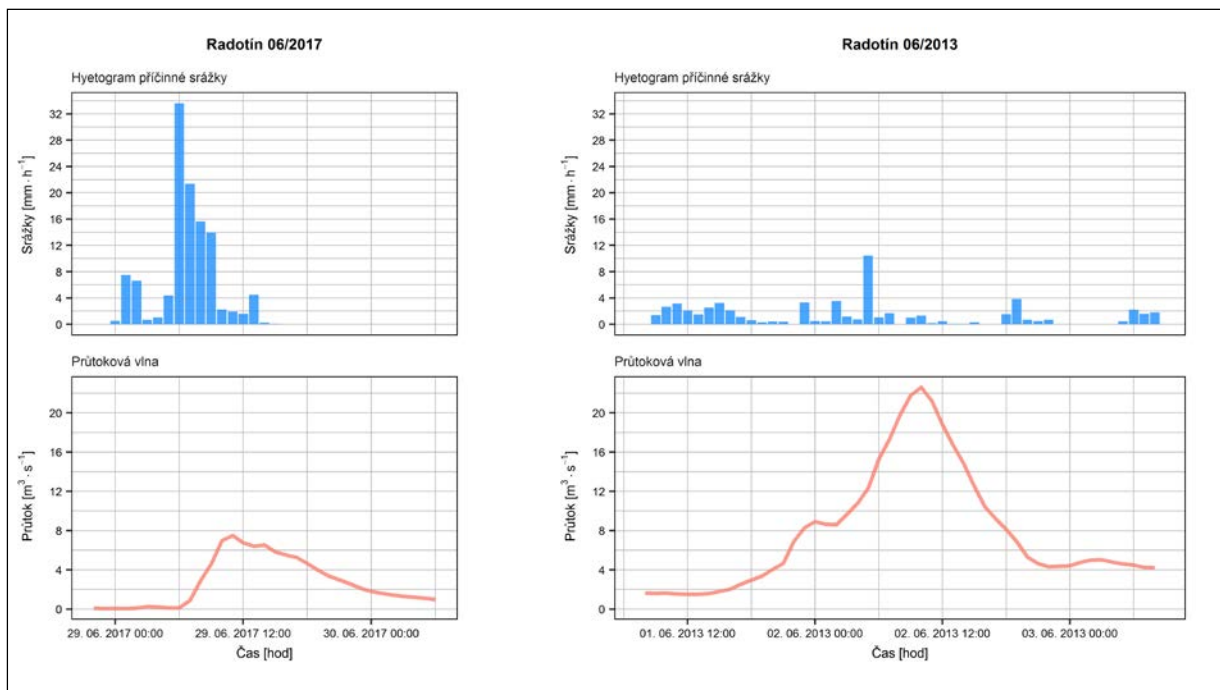 Radotín 06/2017
Hyetogram příčinné srážky
Srážky [mm · h⁻¹]
32
28
24
20
16
12
8
4
0
Průtoková vlna
Průtok [m³ · s⁻¹]
20
16
12
8
4
0
29. 06. 2017 00:00 29. 06. 2017 12:00 30. 06. 2017 00:00
Čas [hod]
Radotín 06/2013
Hyetogram příčinné srážky
Srážky [mm · h⁻¹]
32
28
24
20
16
12
8
4
0
Průtoková vlna
Průtok [m³ · s⁻¹]
20
16
12
8
4
0
01. 06. 2013 12:00 02. 06. 2013 00:00 02. 06. 2013 12:00 03. 06. 2013 00:00
Čas [hod]